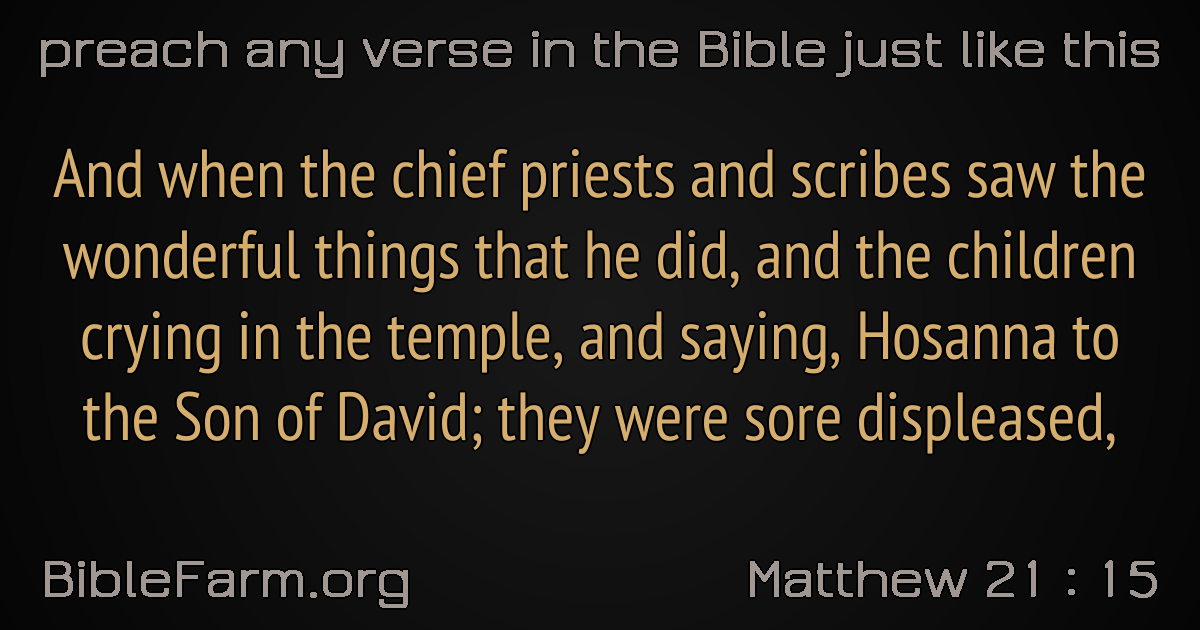 preach any verse in the Bible just like this
And when the chief priests and scribes saw the
wonderful things that he did, and the children
crying in the temple, and saying, Hosanna to
the Son of David; they were sore displeased,
BibleFarm.org
Matthew 21 : 15